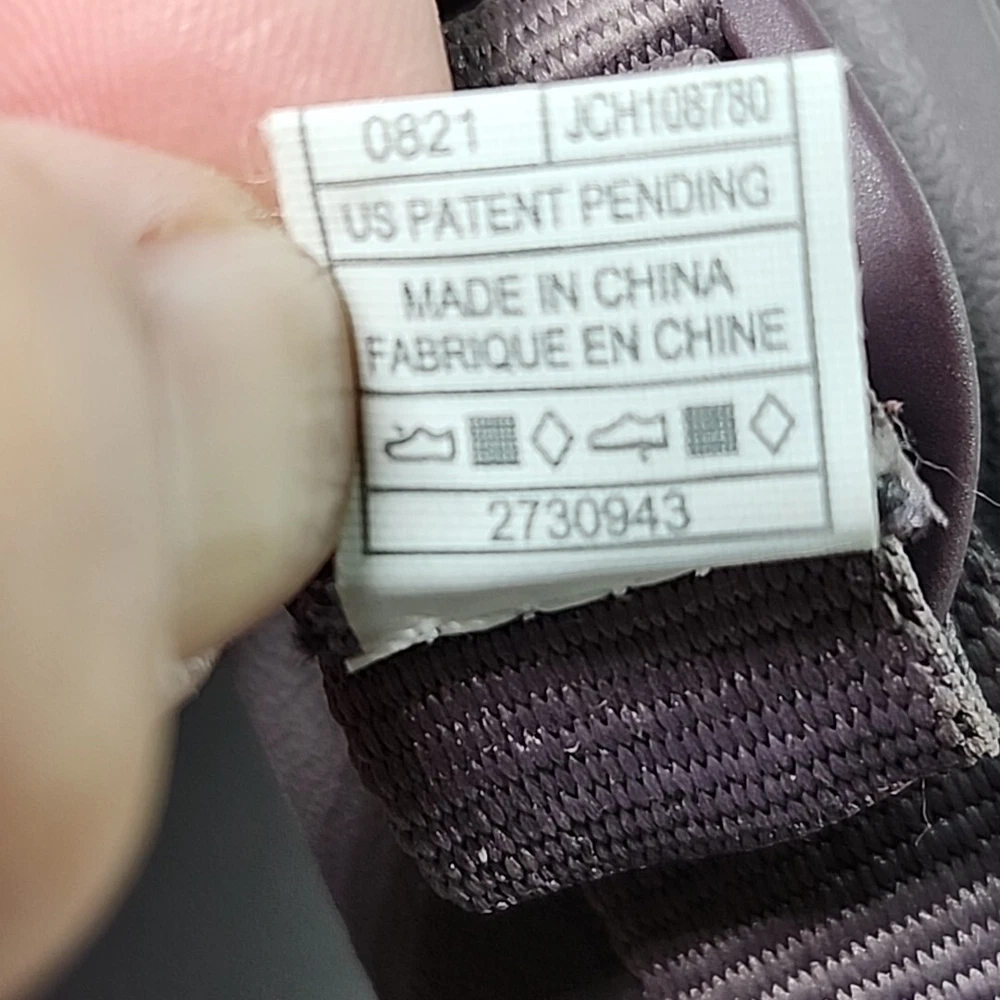 0821 JCH108780
US PATENT PENDING
MADE IN CHINA
FABRIQUE EN CHINE
2730943